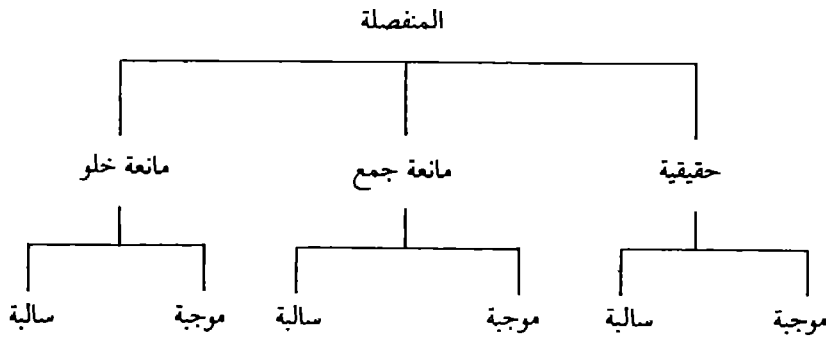 المنفصلة
حقيقية مانعة جمع مانعة خلو
موجبة سالبة موجبة سالبة موجبة سالبة